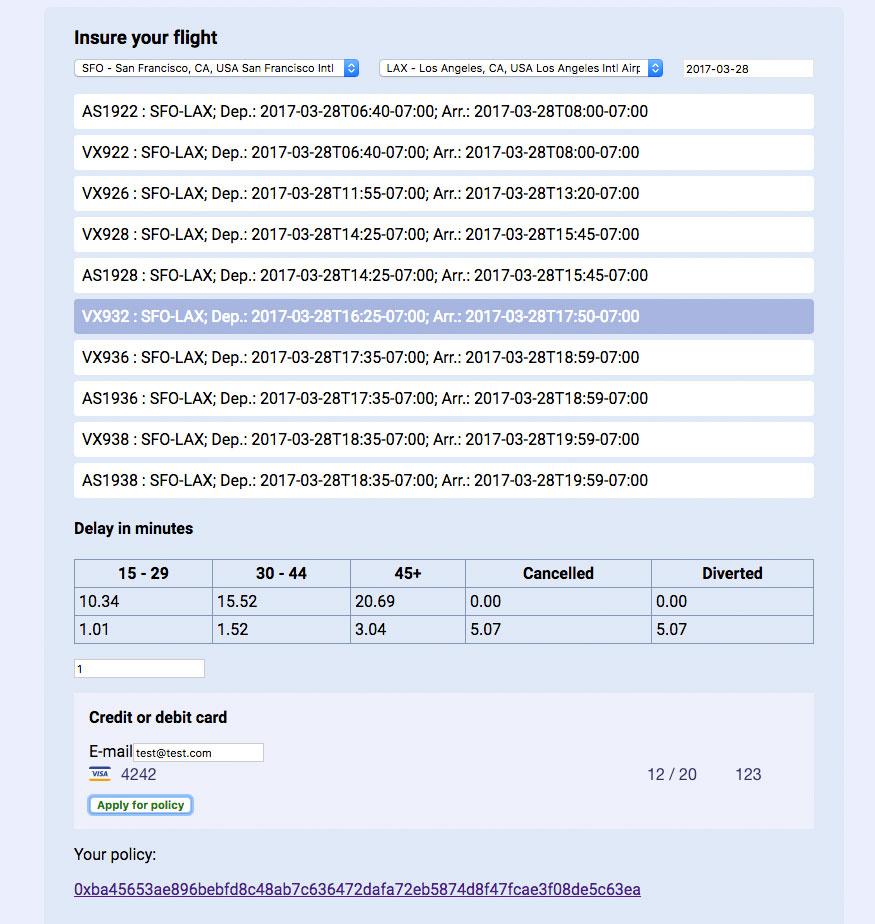 Insure your flight
SFO - San Francisco, CA, USA San Francisco Intl LAX - Los Angeles, CA, USA Los Angeles Intl Airp 2017-03-28
AS1922 : SFO-LAX; Dep.: 2017-03-28T06:40-07:00; Arr.: 2017-03-28T08:00-07:00
VX922 : SFO-LAX; Dep.: 2017-03-28T06:40-07:00; Arr.: 2017-03-28T08:00-07:00
VX926 : SFO-LAX; Dep.: 2017-03-28T11:55-07:00; Arr.: 2017-03-28T13:20-07:00
VX928 : SFO-LAX; Dep.: 2017-03-28T14:25-07:00; Arr.: 2017-03-28T15:45-07:00
AS1928 : SFO-LAX; Dep.: 2017-03-28T14:25-07:00; Arr.: 2017-03-28T15:45-07:00
VX932 : SFO-LAX; Dep.: 2017-03-28T16:25-07:00; Arr.: 2017-03-28T17:50-07:00
VX936 : SFO-LAX; Dep.: 2017-03-28T17:35-07:00; Arr.: 2017-03-28T18:59-07:00
AS1936 : SFO-LAX; Dep.: 2017-03-28T17:35-07:00; Arr.: 2017-03-28T18:59-07:00
VX938 : SFO-LAX; Dep.: 2017-03-28T18:35-07:00; Arr.: 2017-03-28T19:59-07:00
AS1938 : SFO-LAX; Dep.: 2017-03-28T18:35-07:00; Arr.: 2017-03-28T19:59-07:00
Delay in minutes
15 - 29 30 - 44 45+ Cancelled Diverted
10.34 15.52 20.69 0.00 0.00
1.01 1.52 3.04 5.07 5.07
1
Credit or debit card
E-mail test@test.com
VISA 4242 12 / 20 123
Apply for policy
Your policy:
0xba45653ae896bebfd8c48ab7c636472dafa72eb5874d8f47fcae3f08de5c63ea